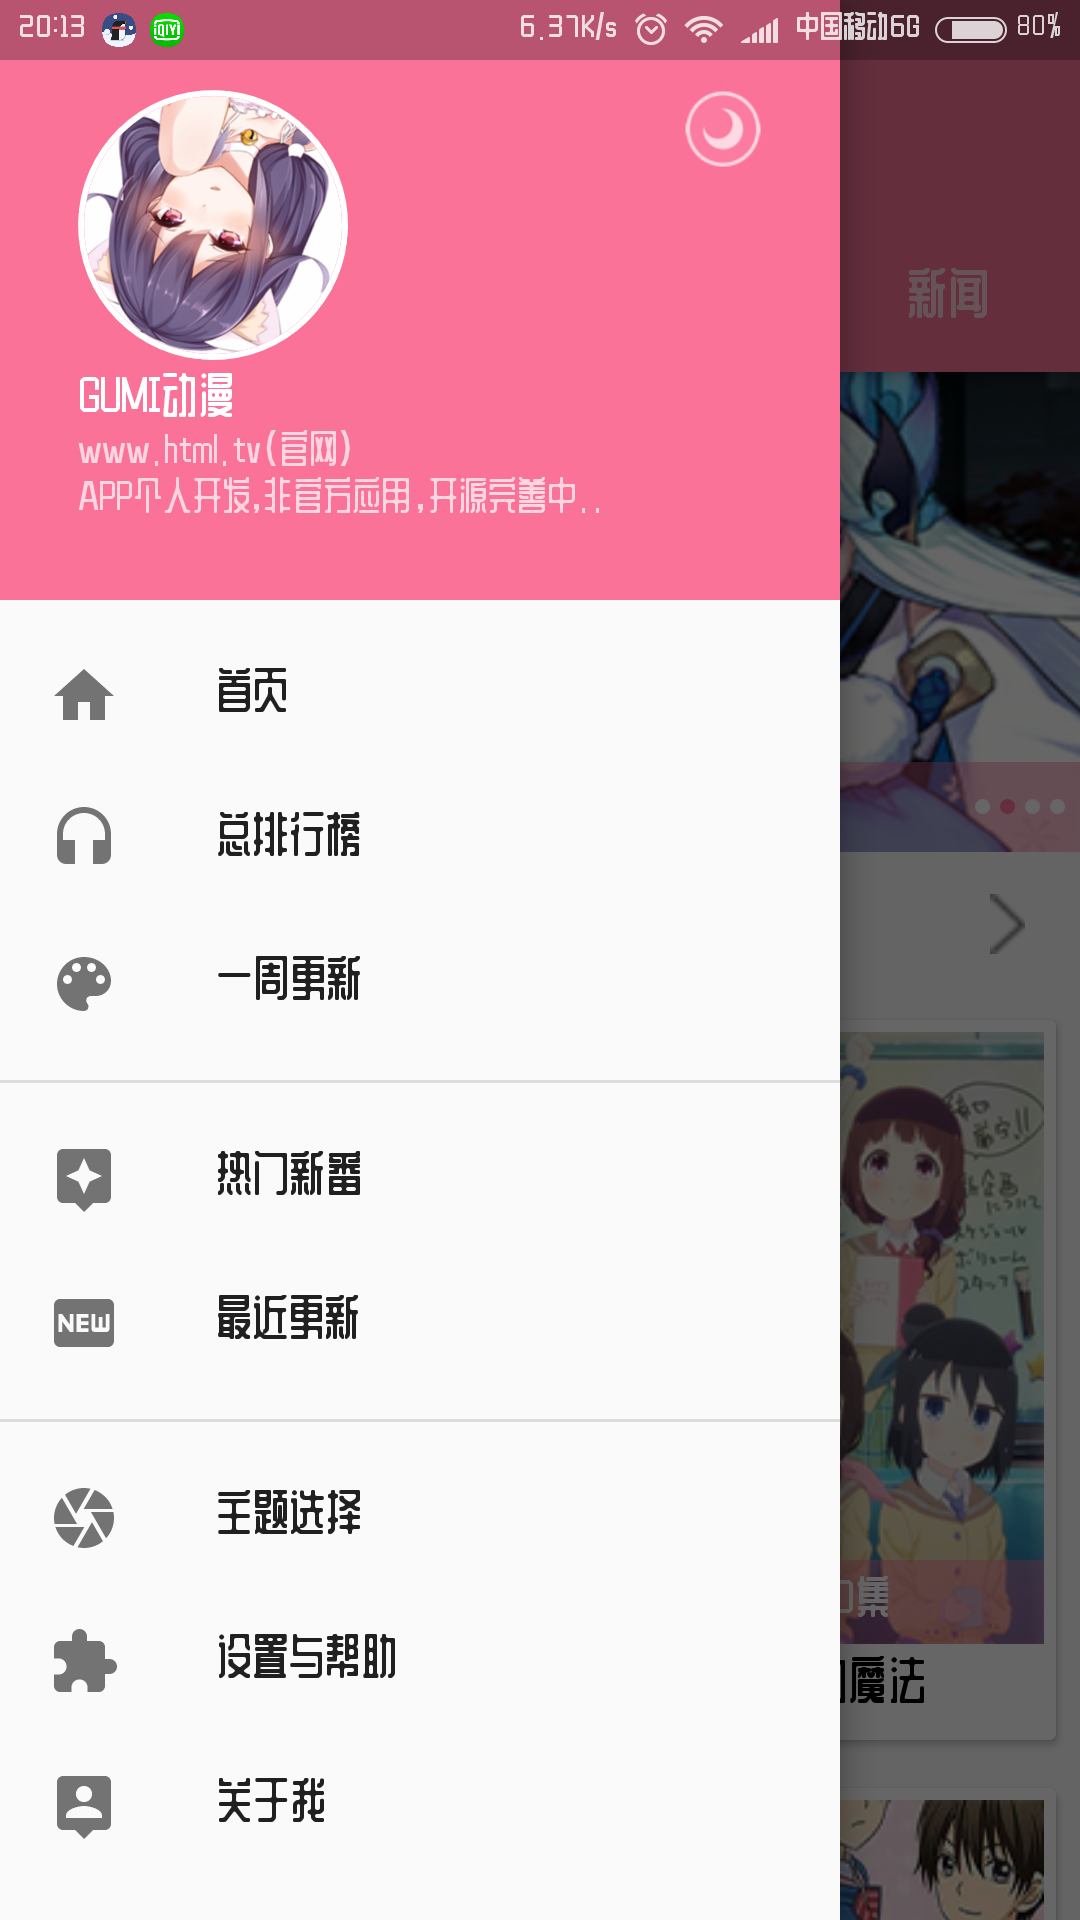 20:13 QIYI 6.37K/s 中国移动6G 80%
新闻
GUMI动漫
www.html.tv(官网)
APP个人开发,非官方应用,开源完善中..
首页
总排行榜
一周更新
热门新番
NEW 最近更新
主题选择
集
设置与帮助
魔法
关于我